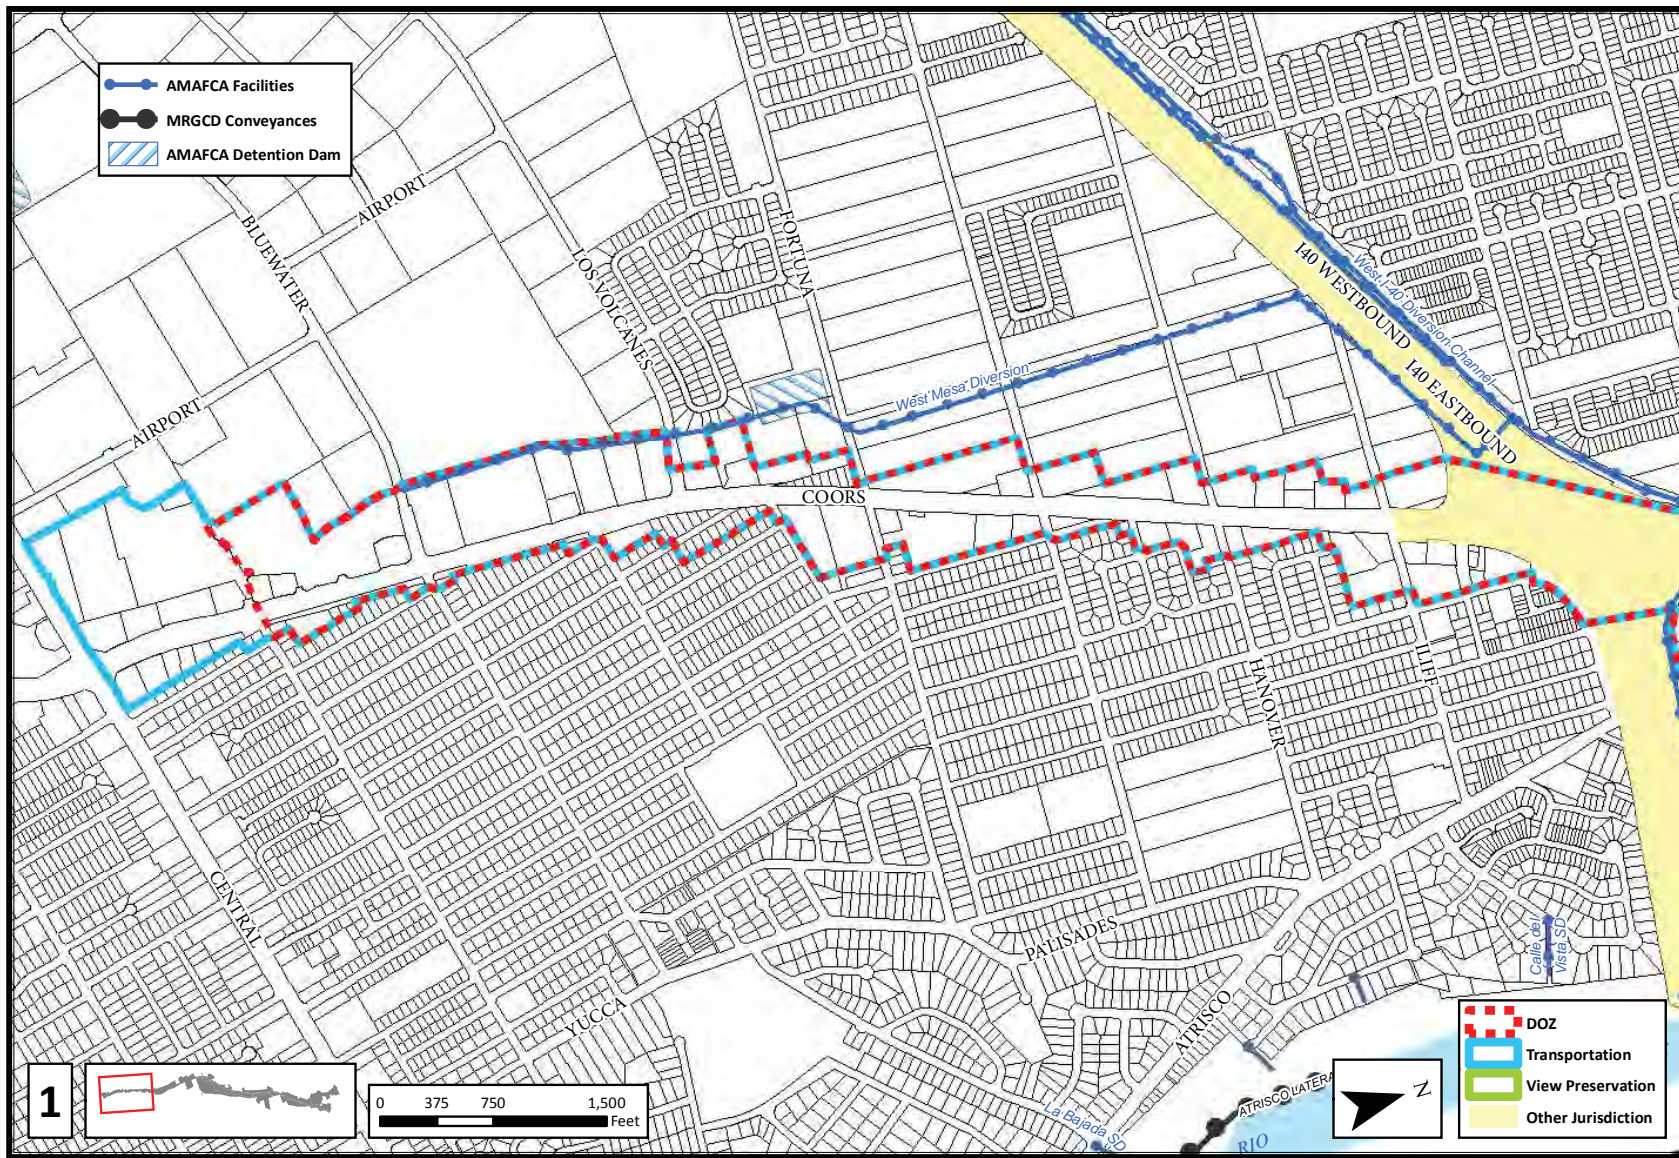 AMAFCA Facilities
MRGCD Conveyances
AMAFCA Detention Dam
AIRPORT
BLUEWATER
LOS VOLCANES
FORTUNA
I40 WESTBOUND
West I-40 Diversion Channel
I40 EASTBOUND
West Mesa Diversion
AIRPORT
COORS
HANOVER
ILIFF
CENTRAL
PALISADES
YUCCA
ATRISCO
Calle del
Vista SD
La Bajada SD
ATRISCO LATERA
RIO
1
0 375 750 1,500
Feet
N
DOZ
Transportation
View Preservation
Other Jurisdiction